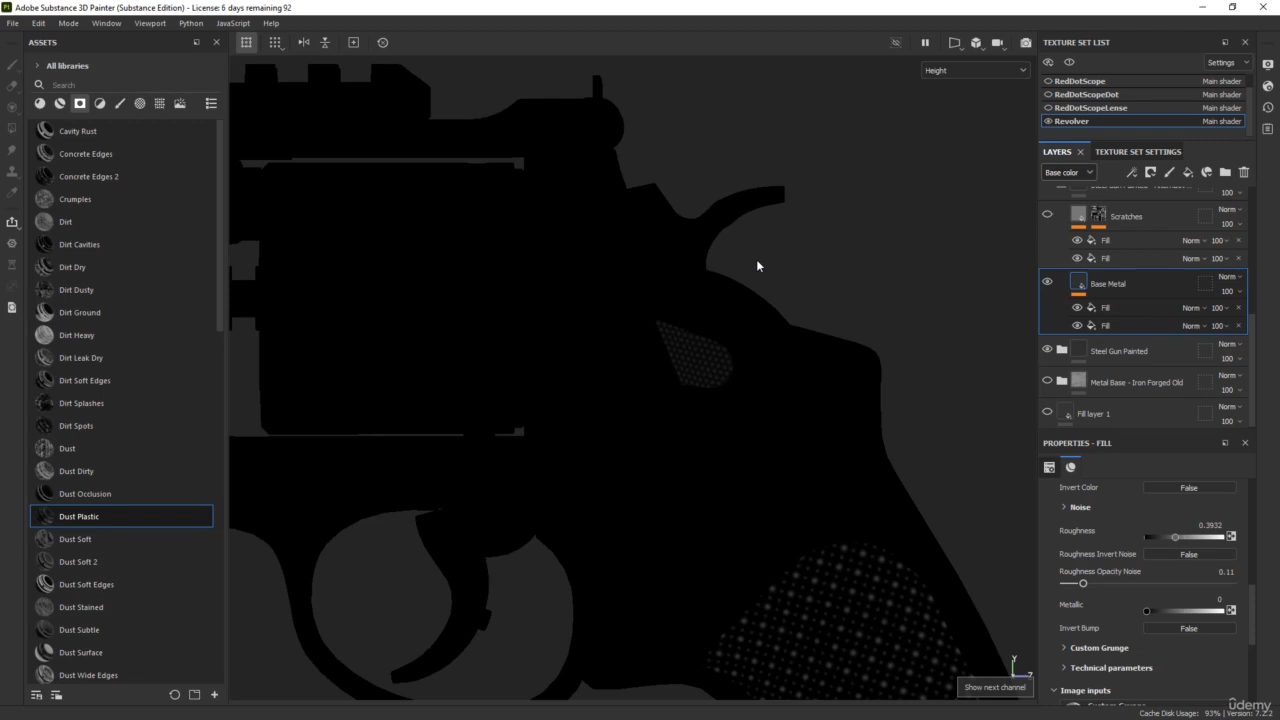 Adobe Substance 3D Painter (Substance Edition) - License: 6 days remaining 92
File Edit Mode Window Viewport Python JavaScript Help
ASSETS
All libraries
Search
Cavity Rust
Concrete Edges
Concrete Edges 2
Crumples
Dirt
Dirt Cavities
Dirt Dry
Dirt Dusty
Dirt Ground
Dirt Heavy
Dirt Leak Dry
Dirt Soft Edges
Dirt Splashes
Dirt Spots
Dust
Dust Dirty
Dust Occlusion
Dust Plastic
Dust Soft
Dust Soft 2
Dust Soft Edges
Dust Stained
Dust Subtle
Dust Surface
Dust Wide Edges
Height
Y
Show next channel
TEXTURE SET LIST
Settings
RedDotScope Main shader
RedDotScopeDot Main shader
RedDotScopeLense Main shader
Revolver Main shader
LAYERS TEXTURE SET SETTINGS
Base color
100
Scratches Norm
100
Fill Norm 100
Fill Norm 100
Base Metal Norm
100
Fill Norm 100
Fill Norm 100
Steel Gun Painted Norm
100
Metal Base - Iron Forged Old Norm
100
Fill layer 1 Norm
100
PROPERTIES - FILL
Invert Color False
Noise
Roughness 0.3932
Roughness Invert Noise False
Roughness Opacity Noise 0.11
Metallic 0
Invert Bump False
Custom Grunge
Technical parameters
Image inputs
udemy
Cache Disk Usage: 93% | Version: 7.2.2